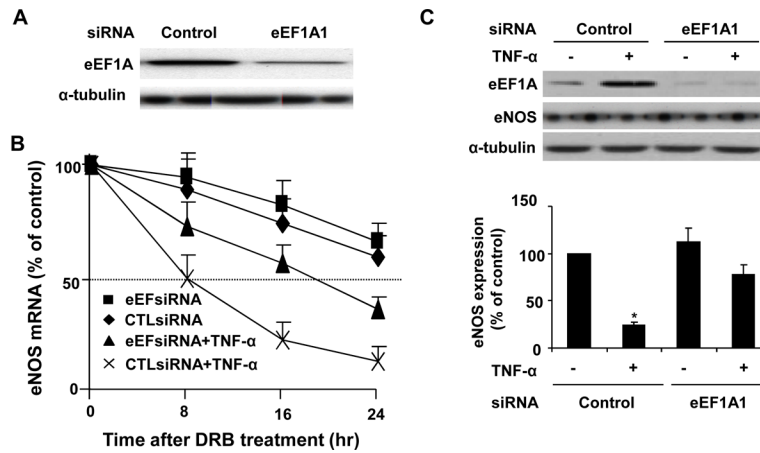 A
siRNA Control eEF1A1
eEF1A
α-tubulin
B
eNOS mRNA (% of control)
100
50
0
eEFsiRNA
CTLsiRNA
eEFsiRNA+TNF-α
CTLsiRNA+TNF-α
0 8 16 24
Time after DRB treatment (hr)
C
siRNA Control eEF1A1
TNF-α - + - +
eEF1A
eNOS
α-tubulin
eNOS expression
(% of control)
150
100
50
0
*
TNF-α - + - +
siRNA Control eEF1A1